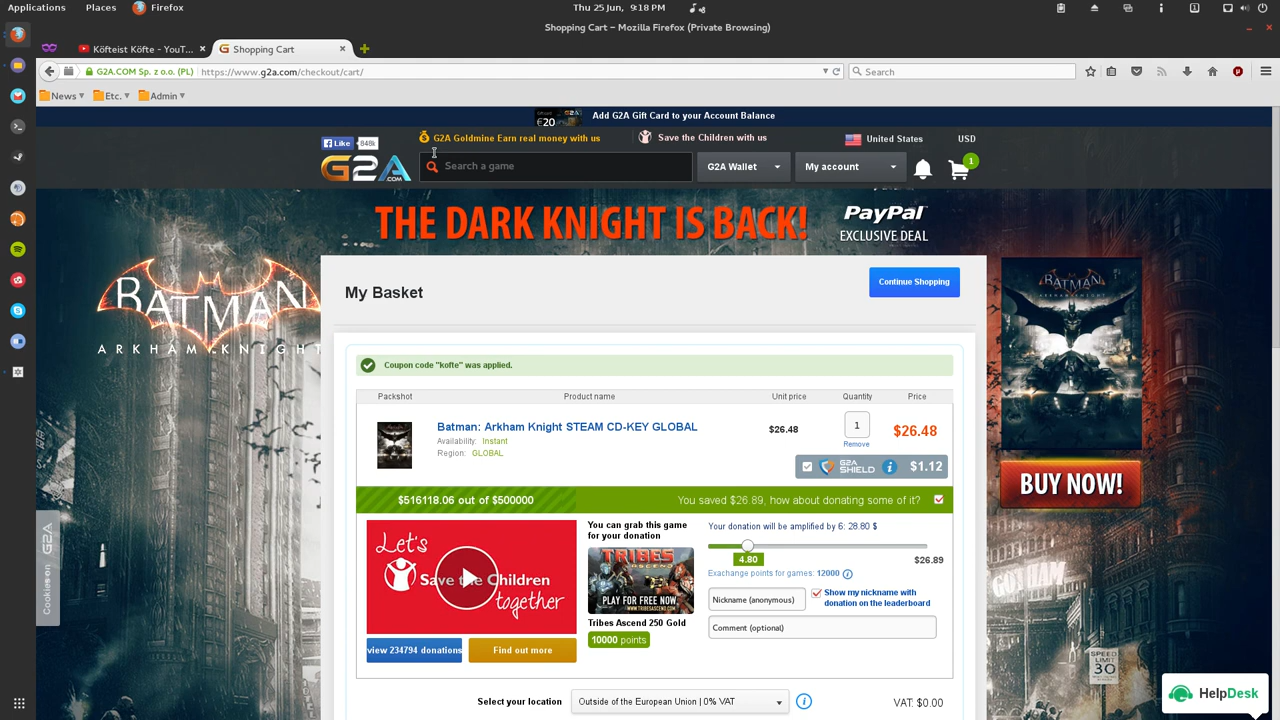 Applications
Places
Thu 25 Jun, 9:18 PM
Shopping Cart – Mozilla Firefox (Private Browsing)
Köfteist Köfte - YouT...
Shopping Cart
G2A.COM Sp. z o.o. (PL)
https://www.g2a.com/checkout/cart/
Search
News
Etc.
Admin
€20
Add G2A Gift Card to your Account Balance
Like
848k
G2A Goldmine Earn real money with us
Save the Children with us
United States
USD
G2A.COM
Search a game
G2A Wallet
My account
1
THE DARK KNIGHT IS BACK!
PayPal
EXCLUSIVE DEAL
BATMAN
ARKHAM KNIGHT
My Basket
Continue Shopping
BATMAN
Coupon code "kofte" was applied.
Packshot
Product name
Unit price
Quantity
Price
Batman: Arkham Knight STEAM CD-KEY GLOBAL
Availability: Instant
Region: GLOBAL
$26.48
1
Remove
$26.48
G2A SHIELD
$1.12
BUY NOW!
$516118.06 out of $500000
You saved $26.89, how about donating some of it?
Let's
Save the Children
together
view 234794 donations
Find out more
You can grab this game
for your donation
TRIBES
ASCEND
PLAY FOR FREE NOW
WWW.TRIBESASCEND.COM
Tribes Ascend 250 Gold
10000 points
Your donation will be amplified by 6: 28.80 $
4.80
$26.89
Exachange points for games: 12000
Nickname (anonymous)
Show my nickname with
donation on the leaderboard
Comment (optional)
Cookies on G2A
SPEED
LIMIT
30
Select your location
Outside of the European Union | 0% VAT
VAT: $0.00
HelpDesk